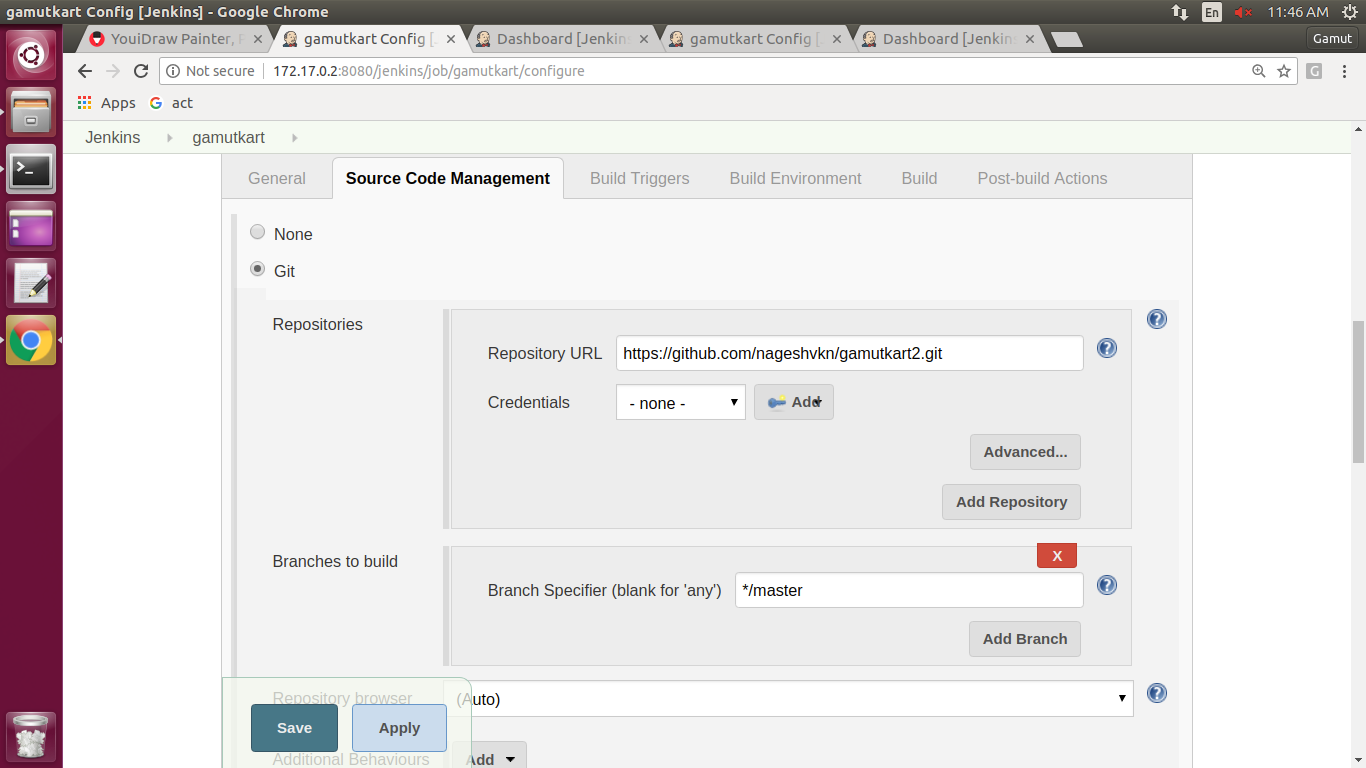 gamutkart Config [Jenkins] - Google Chrome
En
11:46 AM
YouiDraw Painter,
gamutkart Config [
Dashboard [Jenkin
gamutkart Config [
Dashboard [Jenkin
Gamut
Not secure
172.17.0.2:8080/jenkins/job/gamutkart/configure
G
Apps
G act
Jenkins
gamutkart
General
Source Code Management
Build Triggers
Build Environment
Build
Post-build Actions
None
Git
Repositories
Repository URL
https://github.com/nageshvkn/gamutkart2.git
Credentials
- none -
Add
Advanced...
Add Repository
Branches to build
X
Branch Specifier (blank for 'any')
*/master
Add Branch
Repository browser
(Auto)
Save
Apply
Additional Behaviours
Add